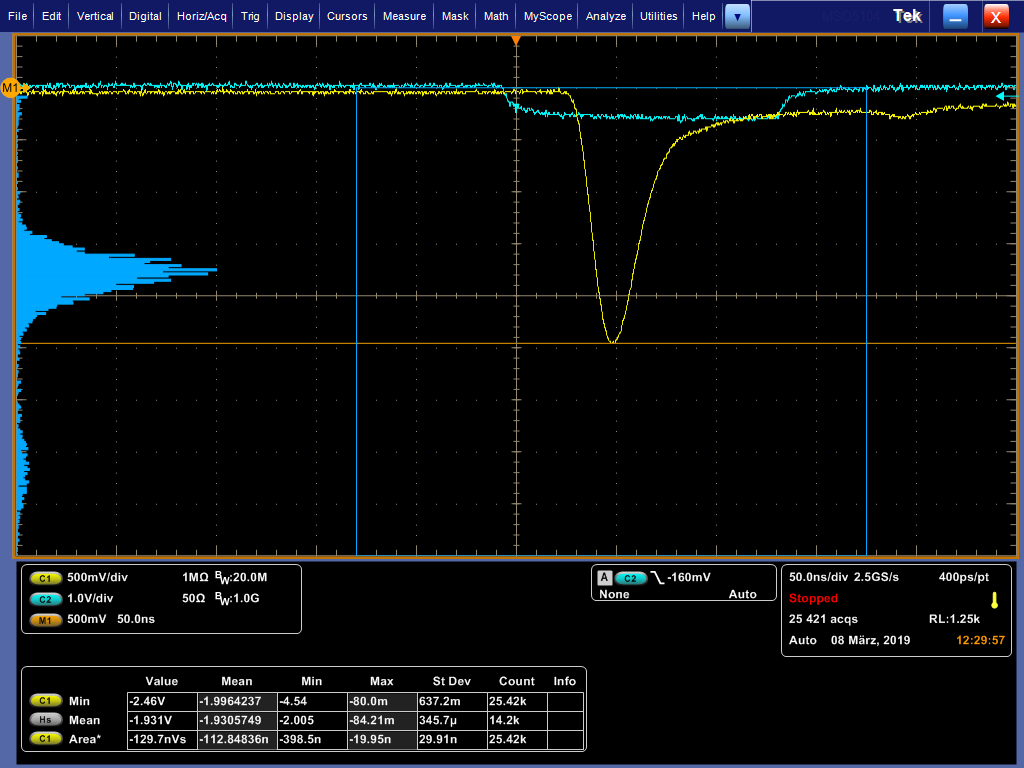 File Edit Vertical Digital Horiz/Acq Trig Display Cursors Measure Mask Math MyScope Analyze Utilities Help Tek X
M1
C1 500mV/div 1MΩ BW:20.0M
C2 1.0V/div 50Ω BW:1.0G
M1 500mV 50.0ns
A C2 -160mV
None Auto
50.0ns/div 2.5GS/s 400ps/pt
Stopped
25 421 acqs RL:1.25k
Auto 08 März, 2019 12:29:57
Value Mean Min Max St Dev Count Info
C1 Min -2.46V -1.9964237 -4.54 -80.0m 637.2m 25.42k
Hs Mean -1.931V -1.9305749 -2.005 -84.21m 345.7µ 14.2k
C1 Area* -129.7nVs -112.84836n -398.5n -19.95n 29.91n 25.42k